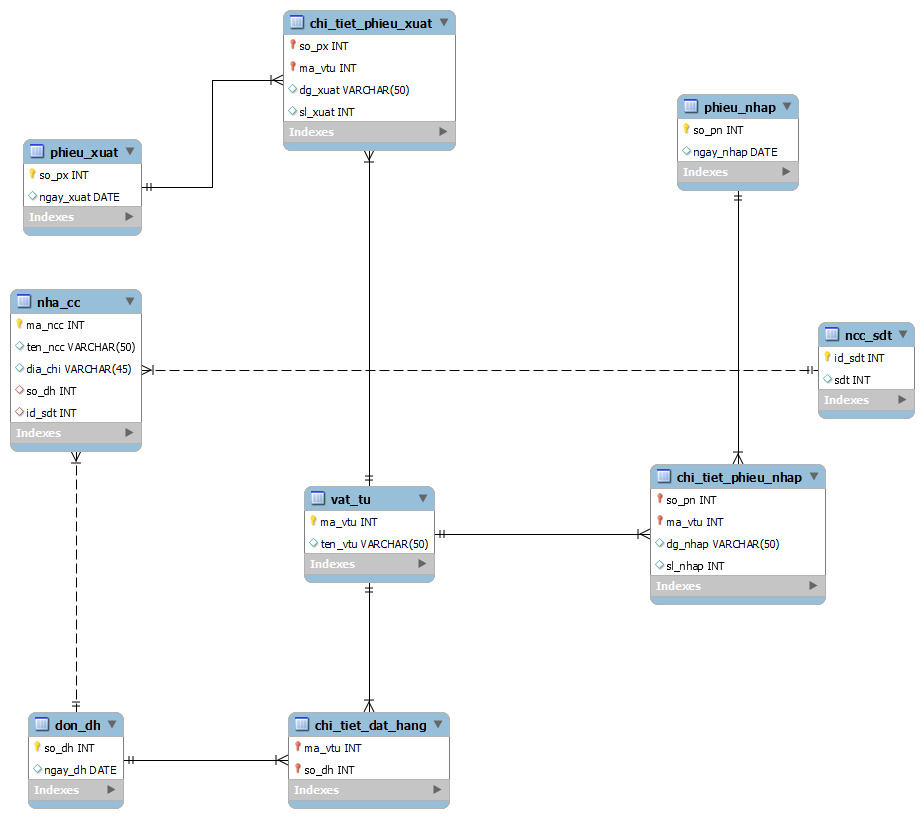 chi_tiet_phieu_xuat
so_px INT
ma_vtu INT
dg_xuat VARCHAR(50)
sl_xuat INT
Indexes
phieu_nhap
so_pn INT
ngay_nhap DATE
Indexes
phieu_xuat
so_px INT
ngay_xuat DATE
Indexes
nha_cc
ma_ncc INT
ten_ncc VARCHAR(50)
dia_chi VARCHAR(45)
so_dh INT
id_sdt INT
Indexes
ncc_sdt
id_sdt INT
sdt INT
Indexes
vat_tu
ma_vtu INT
ten_vtu VARCHAR(50)
Indexes
chi_tiet_phieu_nhap
so_pn INT
ma_vtu INT
dg_nhap VARCHAR(50)
sl_nhap INT
Indexes
don_dh
so_dh INT
ngay_dh DATE
Indexes
chi_tiet_dat_hang
ma_vtu INT
so_dh INT
Indexes